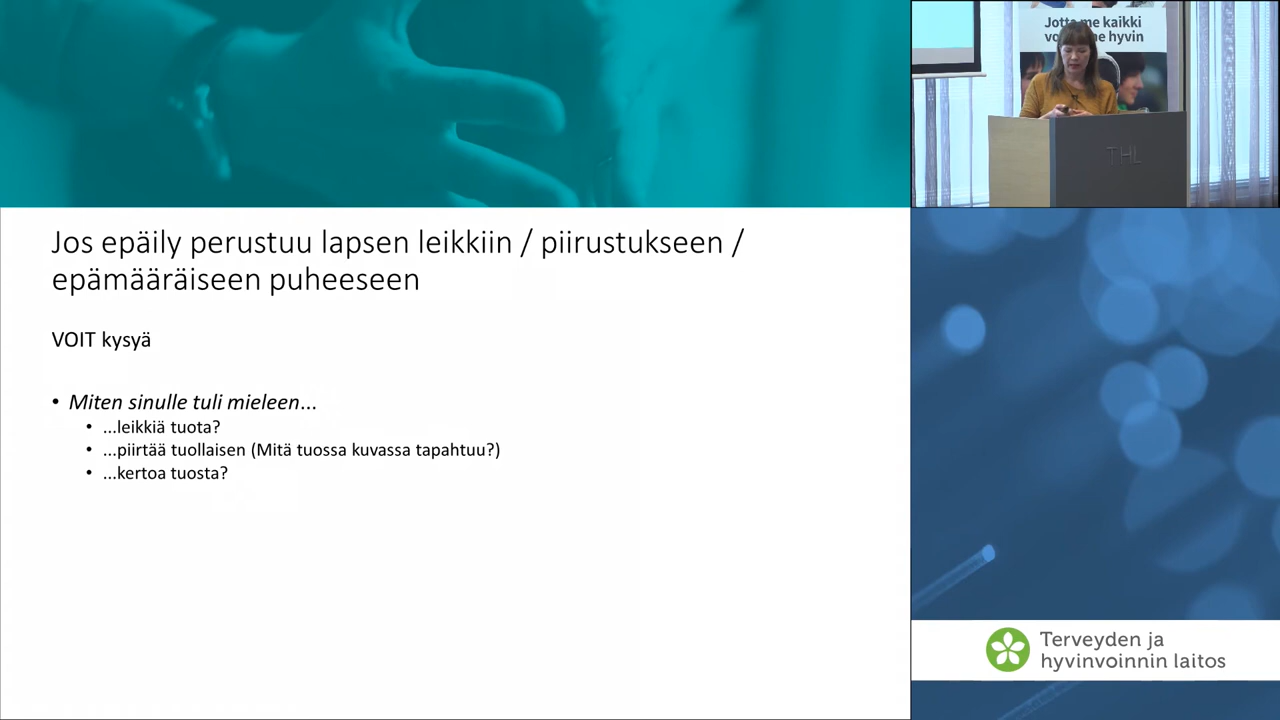 Jos epäily perustuu lapsen leikkiin / piirustukseen /
epämääräiseen puheeseen
VOIT kysyä
• Miten sinulle tuli mieleen...
• ...leikkiä tuota?
• ...piirtää tuollaisen (Mitä tuossa kuvassa tapahtuu?)
• ...kertoa tuosta?
Jotta me kaikki
hyvin
THL
Terveyden ja
hyvinvoinnin laitos